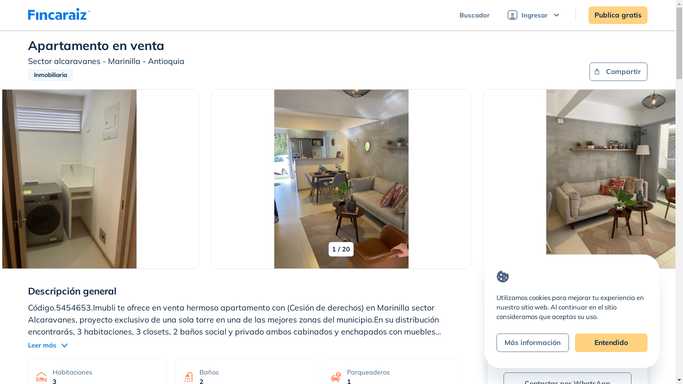 Fincaraiz
Buscador
Ingresar
Publica gratis
Apartamento en venta
Sector alcaravanes - Marinilla - Antioquia
Inmobiliaria
Compartir
1 / 20
Descripción general
Código.5454653.Imubli te ofrece en venta hermoso apartamento con (Cesión de derechos) en Marinilla sector
Alcaravanes, proyecto exclusivo de una sola torre en una de las mejores zonas del municipio.En su distribución
encontrarás, 3 habitaciones, 3 closets, 2 baños social y privado ambos cabinados y enchapados con muebles...
Leer más
Habitaciones
3
Baños
2
Parqueaderos
1
Utilizamos cookies para mejorar tu experiencia en
nuestro sitio web. Al continuar en el sitio
consideramos que aceptas su uso.
Más información
Entendido
Contactar por WhatsApp